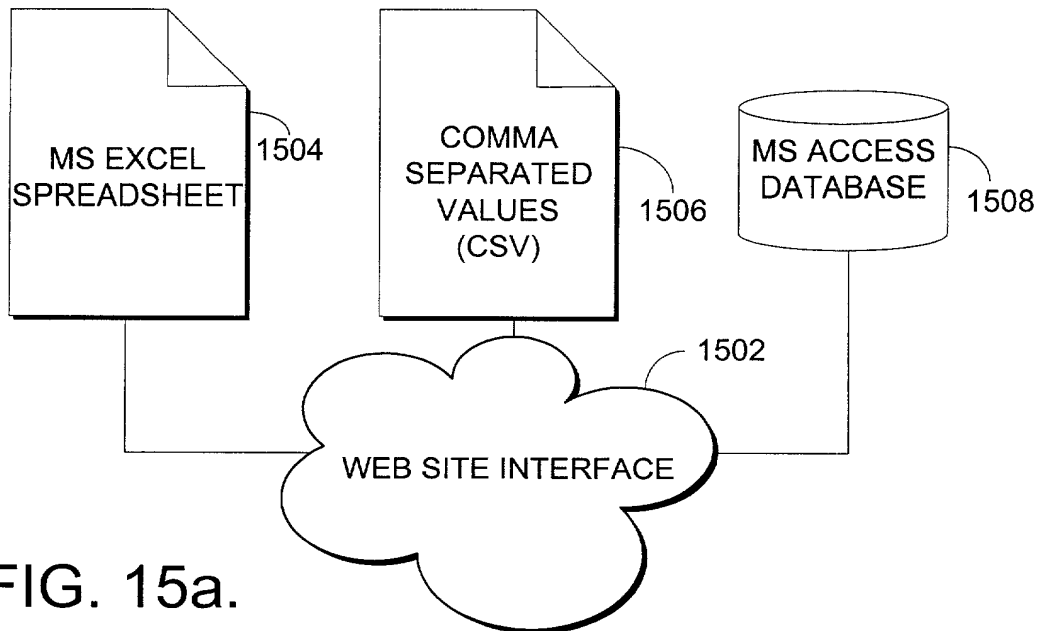 MS EXCEL
SPREADSHEET
1504
COMMA
SEPARATED
VALUES
(CSV)
1506
MS ACCESS
DATABASE
1508
1502
WEB SITE INTERFACE
FIG. 15a.